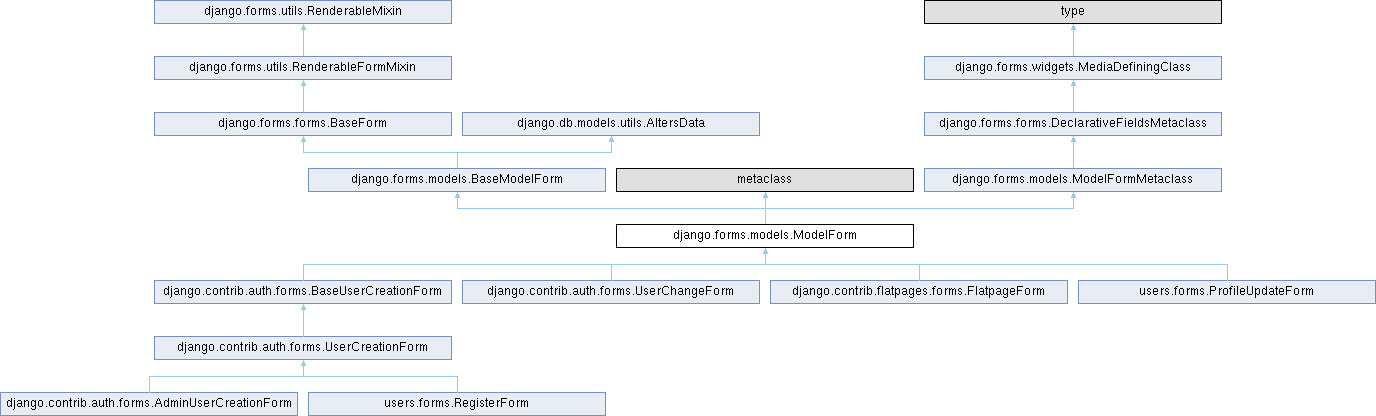 django.forms.utils.RenderableMixin
type
django.forms.utils.RenderableFormMixin
django.forms.widgets.MediaDefiningClass
django.forms.forms.BaseForm
django.db.models.utils.AltersData
django.forms.forms.DeclarativeFieldsMetaclass
django.forms.models.BaseModelForm
metaclass
django.forms.models.ModelFormMetaclass
django.forms.models.ModelForm
django.contrib.auth.forms.BaseUserCreationForm
django.contrib.auth.forms.UserChangeForm
django.contrib.flatpages.forms.FlatpageForm
users.forms.ProfileUpdateForm
django.contrib.auth.forms.UserCreationForm
django.contrib.auth.forms.AdminUserCreationForm
users.forms.RegisterForm